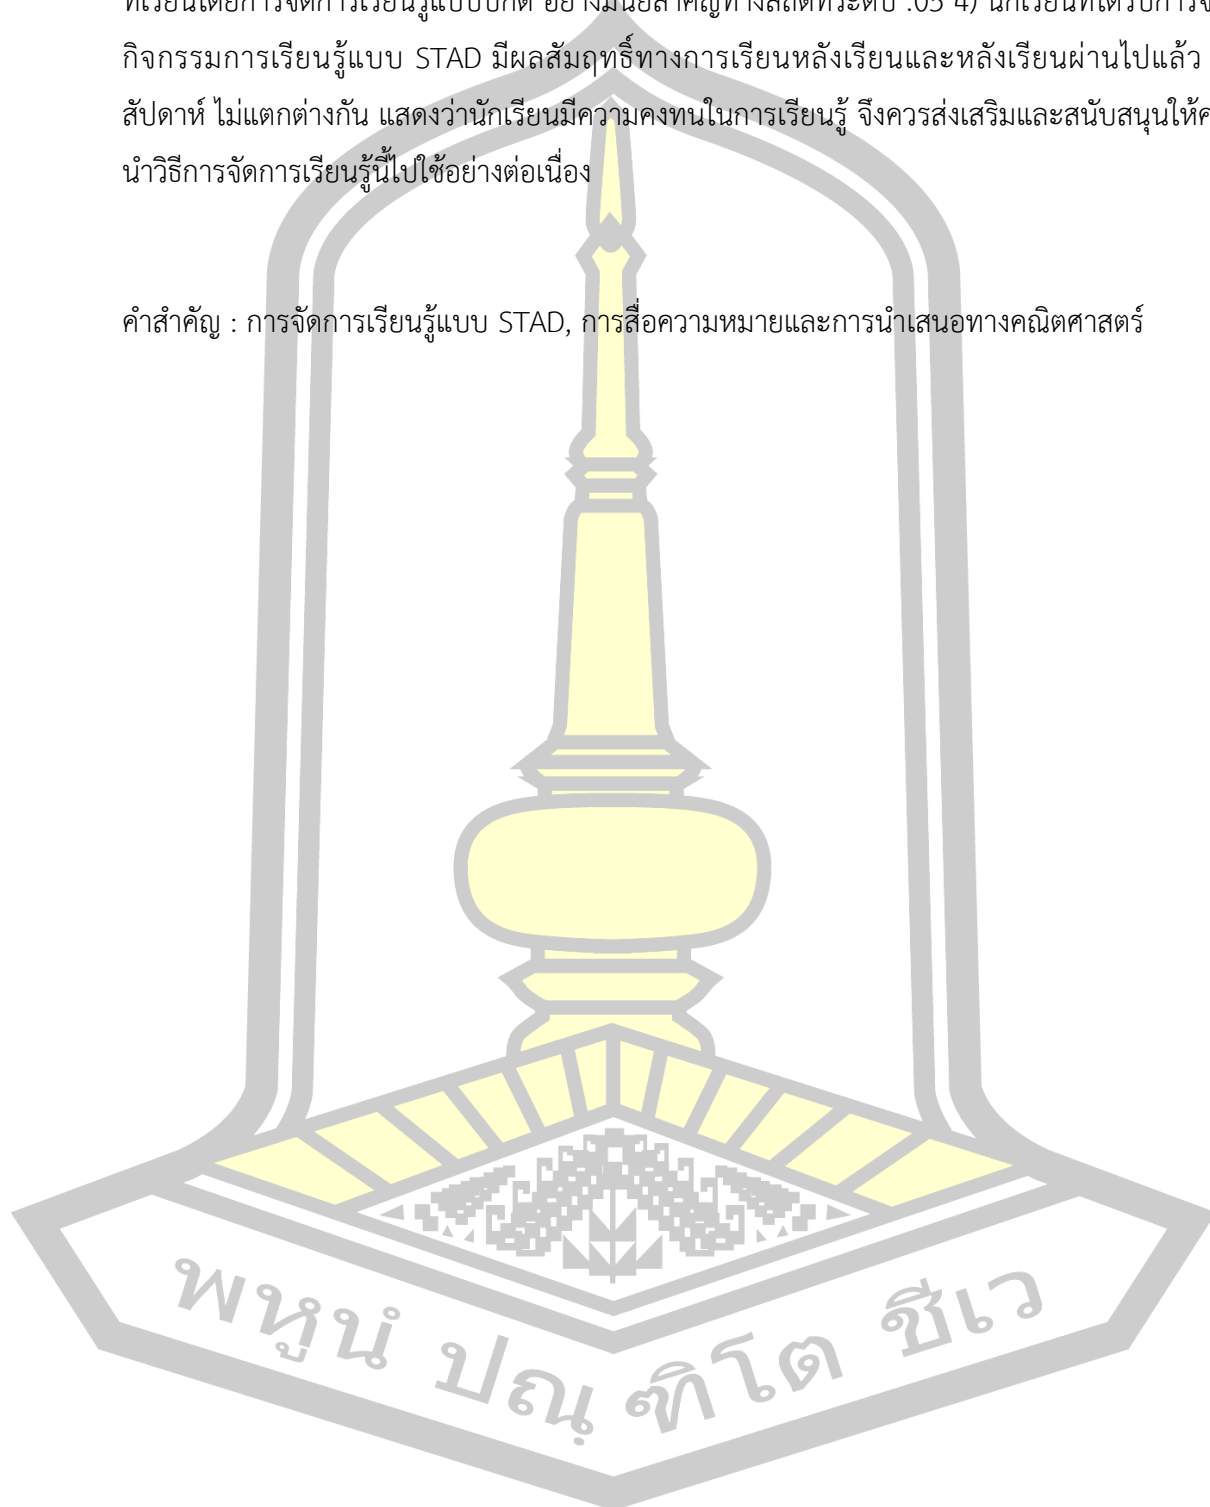 ที่เรียนโดยการจัดการเรียนรู้แบบปกติ อย่างมีนัยสำคัญทางสถิติที่ระดับ .05 4) นักเรียนที่ได้รับการจ
กิจกรรมการเรียนรู้แบบ STAD มีผลสัมฤทธิ์ทางการเรียนหลังเรียนและหลังเรียนผ่านไปแล้ว
สัปดาห์ ไม่แตกต่างกัน แสดงว่านักเรียนมีความคงทนในการเรียนรู้ จึงควรส่งเสริมและสนับสนุนให้
นำวิธีการจัดการเรียนรู้นี้ไปใช้อย่างต่อเนื่อง
คำสำคัญ : การจัดการเรียนรู้แบบ STAD, การสื่อความหมายและการนำเสนอทางคณิตศาสตร์
พหูนํ ปณฺฑิโต ชีเว